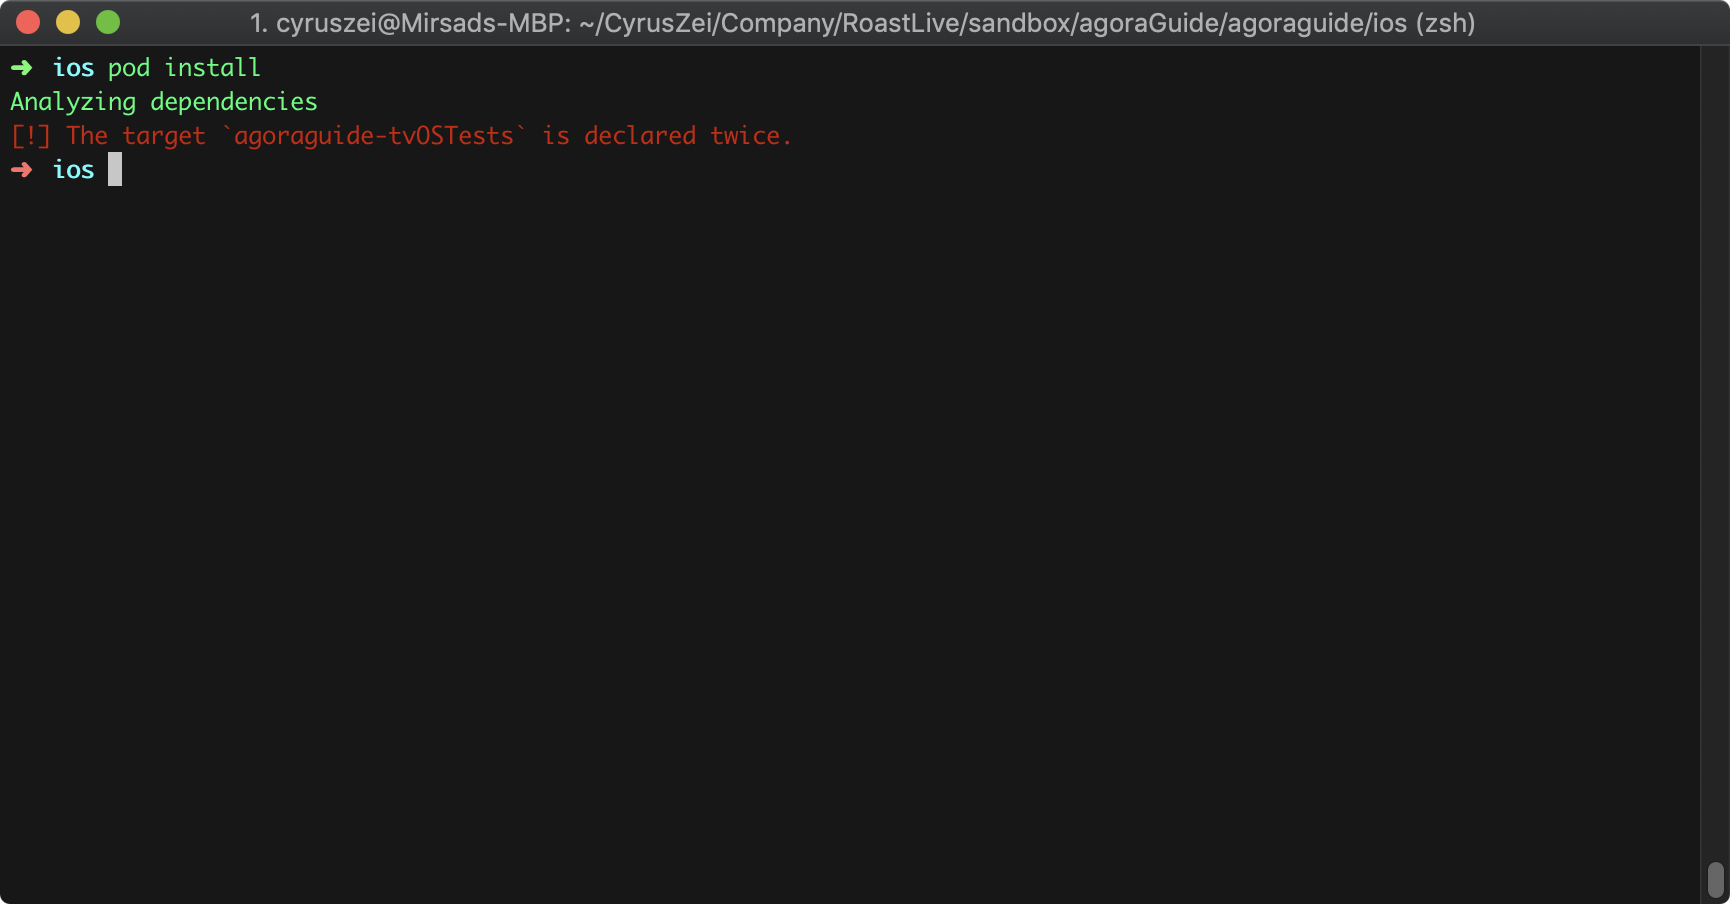 1. cyruszei@Mirsads-MBP: ~/CyrusZei/Company/RoastLive/sandbox/agoraGuide/agoraguide/ios (zsh)
➜ ios pod install
Analyzing dependencies
[!] The target `agoraguide-tvOSTests` is declared twice.
➜ ios